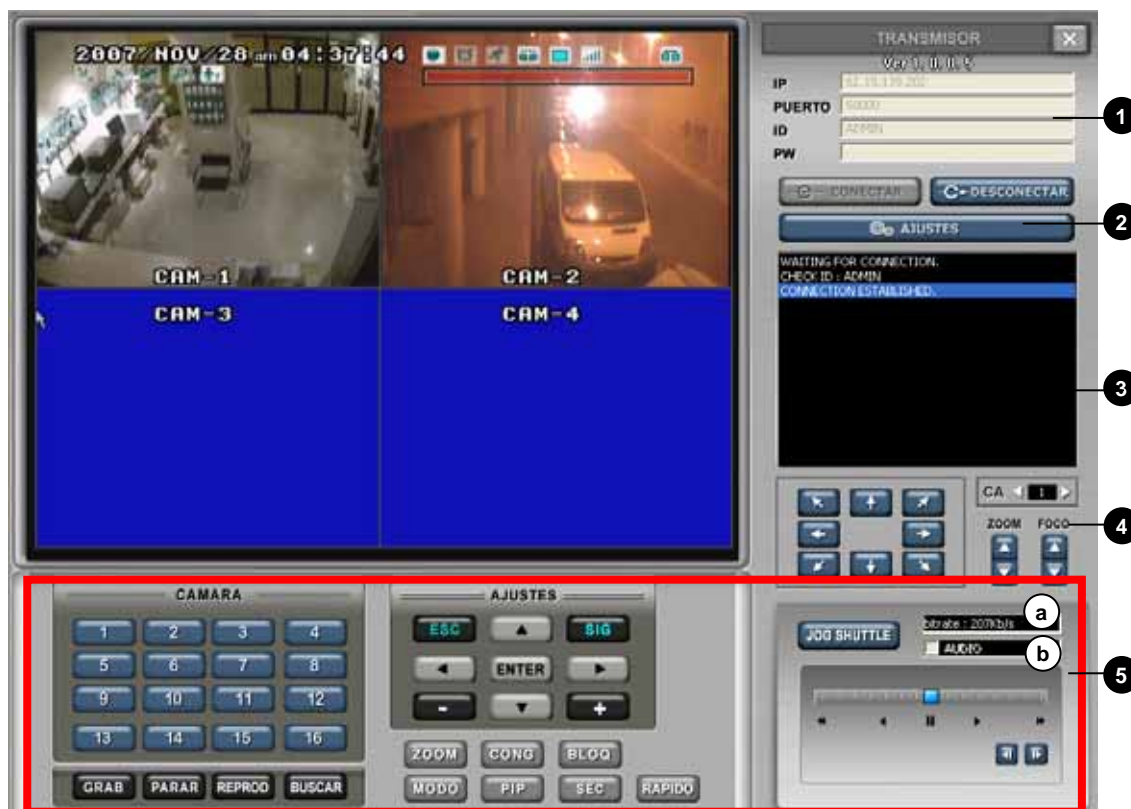 2007/NOV/28 am 04:37:44
CAM-1
CAM-2
CAM-3
CAM-4
TRANSMISOR
Ver 1, 0, 0, 5
IP
PUERTO 50000
ID ADMIN
PW
CONECTAR
DESCONECTAR
AJUSTES
WAITING FOR CONNECTION.
CHECK ID : ADMIN
CONNECTION ESTABLISHED.
CA 1
ZOOM FOCO
1
2
3
4
5
CAMARA
1 2 3 4
5 6 7 8
9 10 11 12
13 14 15 16
GRAB PARAR REPROD BUSCAR
AJUSTES
ESC SIG
ENTER
- +
ZOOM CONG BLOQ
MODO PIP SEC RAPIDO
JOG SHUTTLE
bitrate : 207Kb/s
a
AUDIO
b